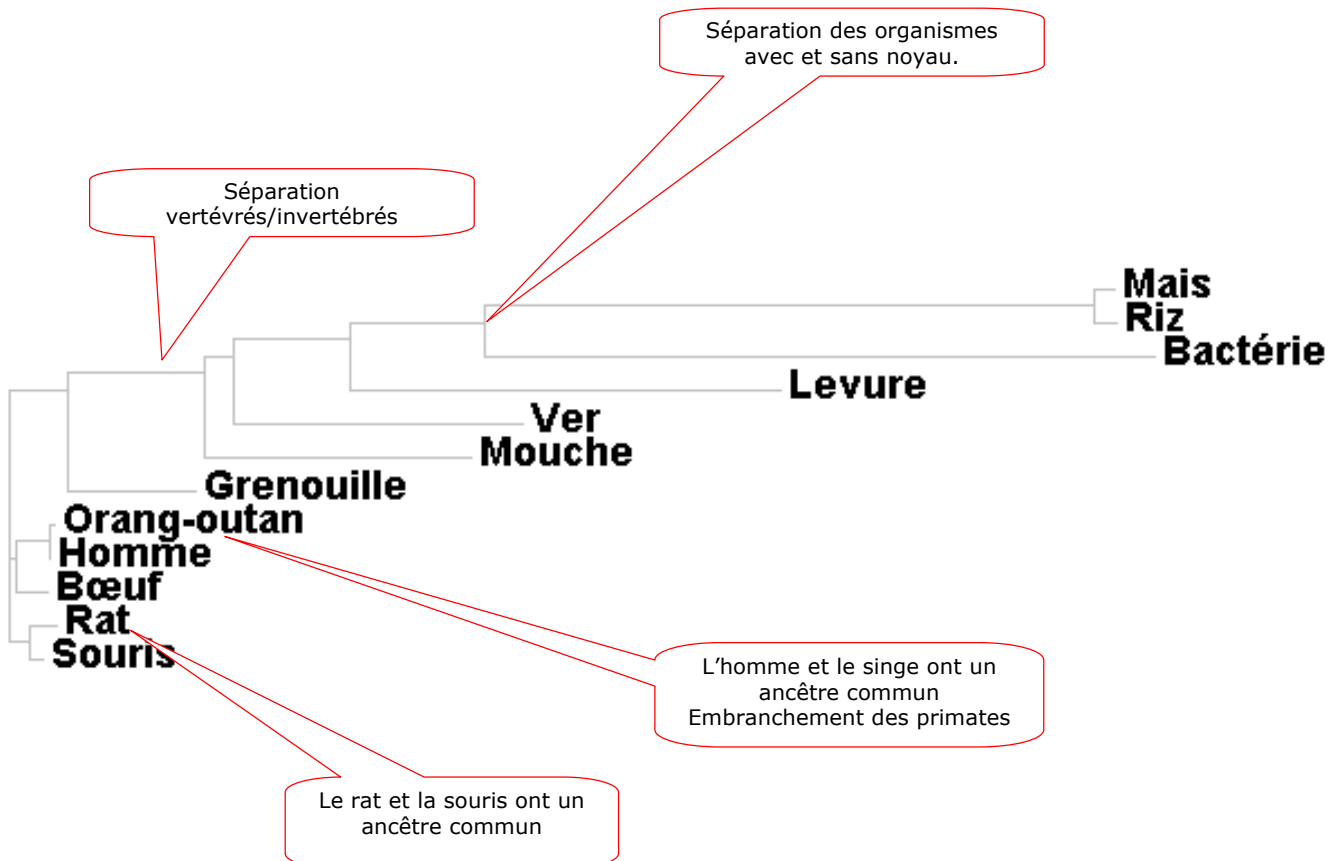 Séparation des organismes
avec et sans noyau.
Séparation
vertévrés/invertébrés
Mais
Riz
Bactérie
Levure
Ver
Mouche
Grenouille
Orang-outan
Homme
Bœuf
Rat
Souris
L’homme et le singe ont un
ancêtre commun
Embranchement des primates
Le rat et la souris ont un
ancêtre commun